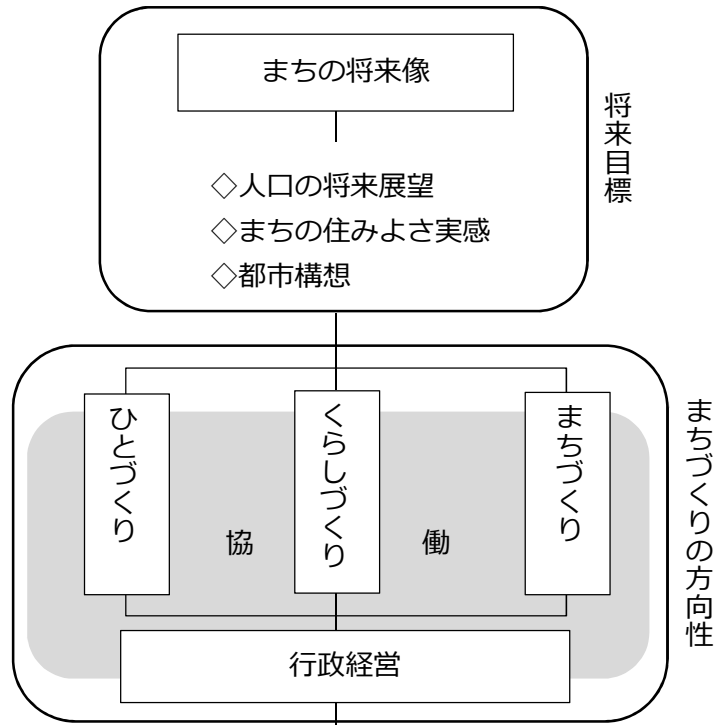 まちの将来像
◇人口の将来展望
◇まちの住みよさ実感
◇都市構想
将来目標
ひとづくり
くらしづくり
まちづくり
協働
行政経営
まちづくりの方向性